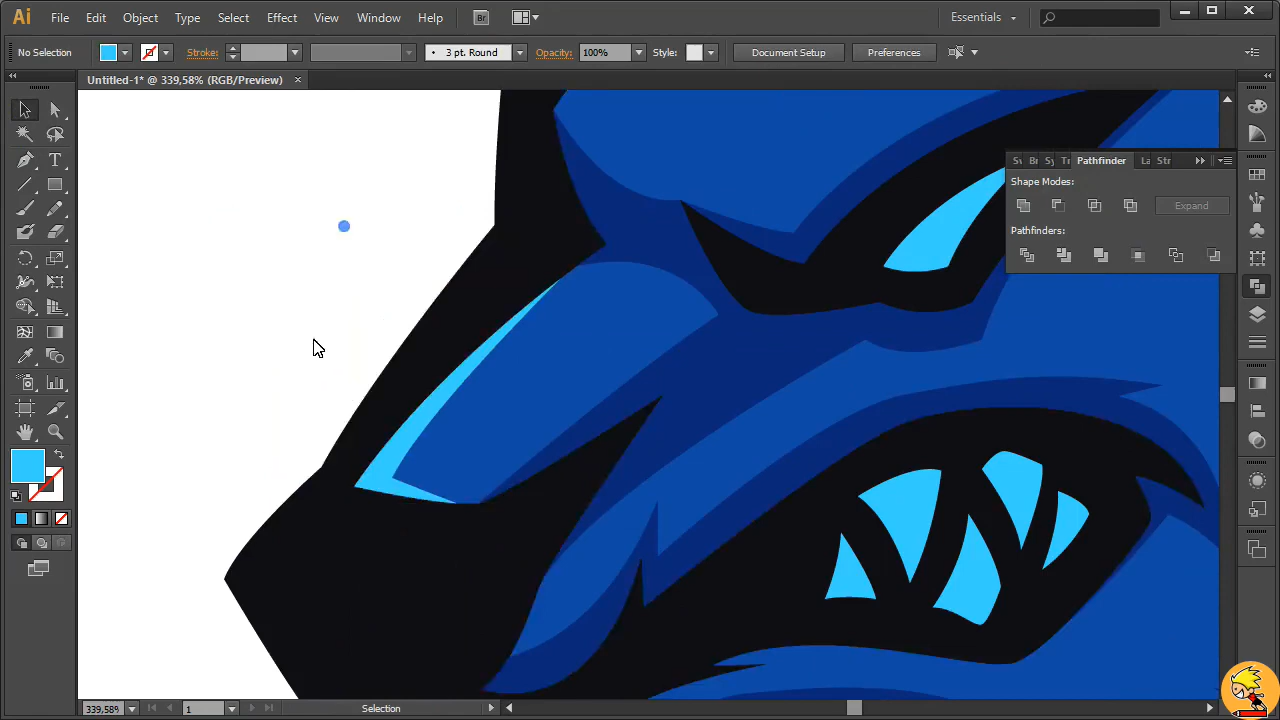 Ai File Edit Object Type Select Effect View Window Help Br Essentials
No Selection Stroke: 3 pt. Round Opacity: 100% Style: Document Setup Preferences
Untitled-1* @ 339,58% (RGB/Preview)
Pathfinder
Shape Modes:
Expand
Pathfinders:
339,58% 1 Selection